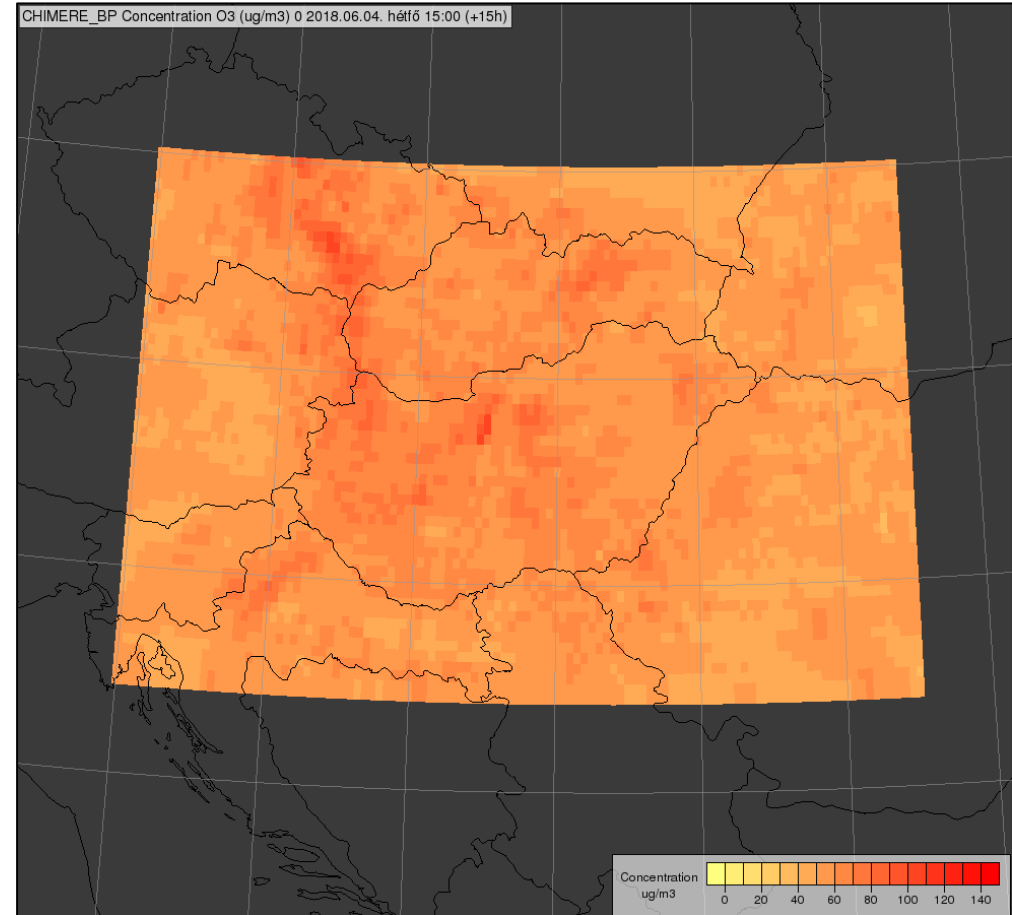 CHIMERE_BP Concentration O3 (ug/m3) 0 2018.06.04. hétfő 15:00 (+15h)
Concentration
ug/m3
0 20 40 60 80 100 120 140